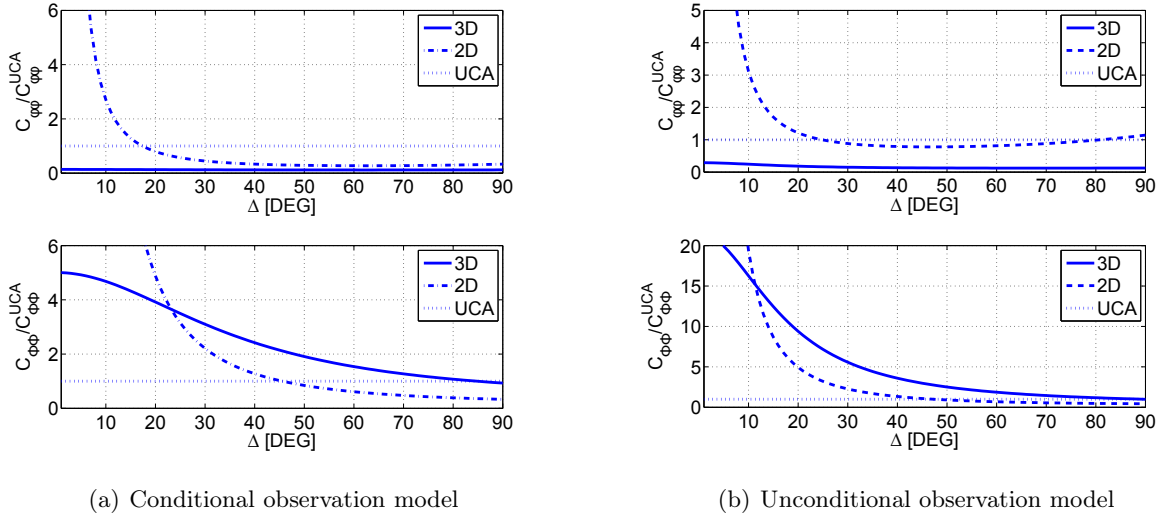 C_φφ/C_φφ^UCA
6
4
2
0
10 20 30 40 50 60 70 80 90
Δ [DEG]
3D
2D
UCA
C_φφ/C_φφ^UCA
5
4
3
2
1
0
10 20 30 40 50 60 70 80 90
Δ [DEG]
3D
2D
UCA
C_ΦΦ/C_ΦΦ^UCA
6
4
2
0
10 20 30 40 50 60 70 80 90
Δ [DEG]
3D
2D
UCA
C_ΦΦ/C_ΦΦ^UCA
20
15
10
5
0
10 20 30 40 50 60 70 80 90
Δ [DEG]
3D
2D
UCA
(a) Conditional observation model
(b) Unconditional observation model